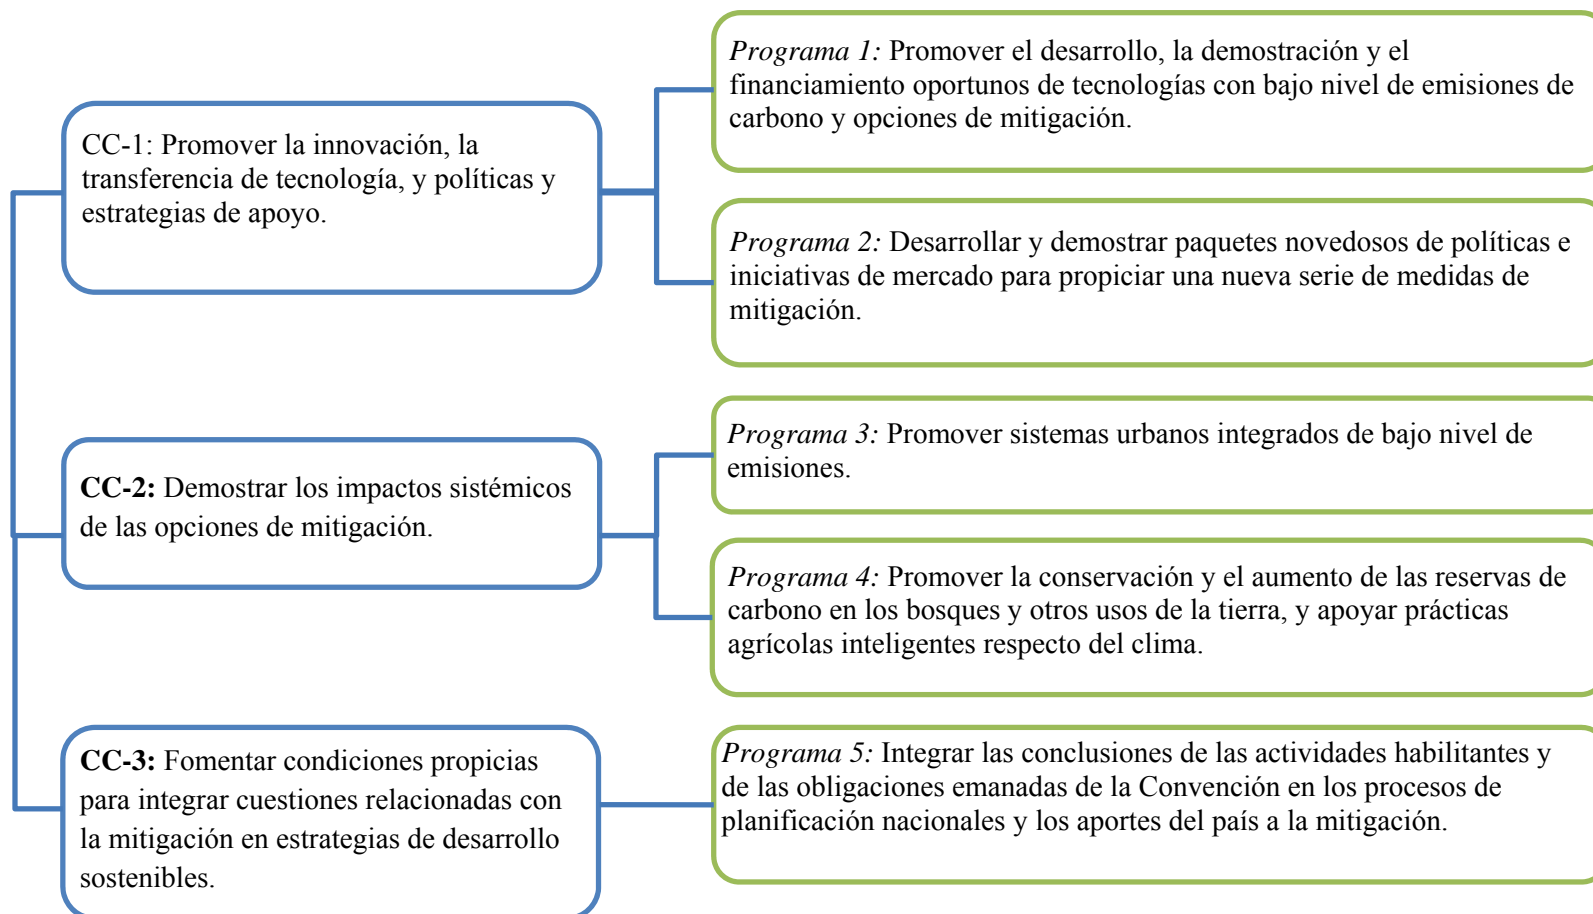 CC-1: Promover la innovación, la
transferencia de tecnología, y políticas y
estrategias de apoyo.
Programa 1: Promover el desarrollo, la demostración y el
financiamiento oportunos de tecnologías con bajo nivel de emisiones de
carbono y opciones de mitigación.
Programa 2: Desarrollar y demostrar paquetes novedosos de políticas e
iniciativas de mercado para propiciar una nueva serie de medidas de
mitigación.
CC-2: Demostrar los impactos sistémicos
de las opciones de mitigación.
Programa 3: Promover sistemas urbanos integrados de bajo nivel de
emisiones.
Programa 4: Promover la conservación y el aumento de las reservas de
carbono en los bosques y otros usos de la tierra, y apoyar prácticas
agrícolas inteligentes respecto del clima.
CC-3: Fomentar condiciones propicias
para integrar cuestiones relacionadas con
la mitigación en estrategias de desarrollo
sostenibles.
Programa 5: Integrar las conclusiones de las actividades habilitantes y
de las obligaciones emanadas de la Convención en los procesos de
planificación nacionales y los aportes del país a la mitigación.